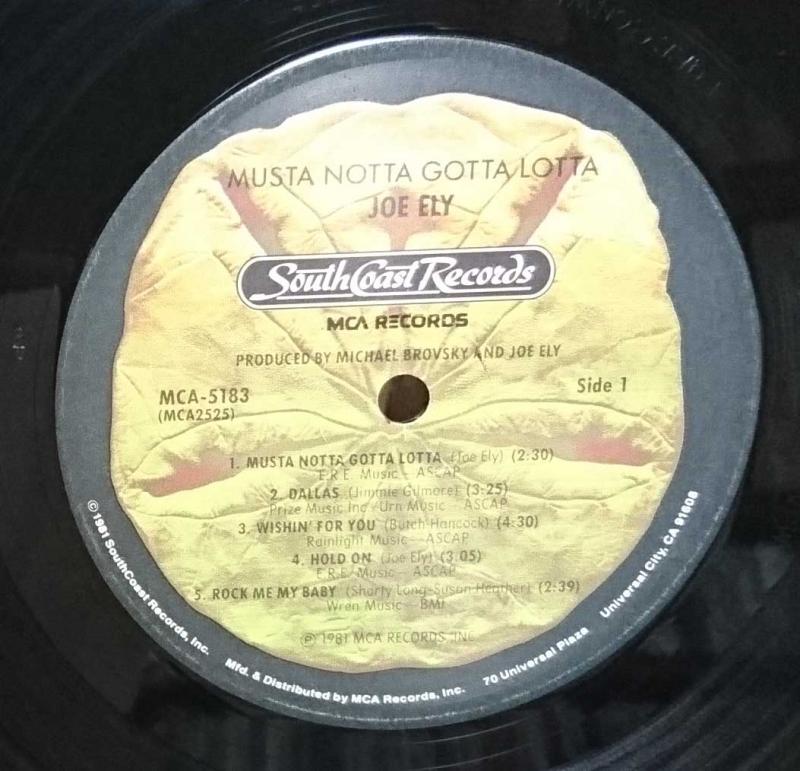 MUSTA NOTTA GOTTA LOTTA
JOE ELY
SouthCoast Records
MCA RECORDS
PRODUCED BY MICHAEL BROVSKY AND JOE ELY
MCA-5183
(MCA2525)
Side 1
1. MUSTA NOTTA GOTTA LOTTA (Joe Ely) (2:30)
E.R.E. Music - ASCAP
2. DALLAS (Jimmie Gilmore) (3:25)
Prize Music Inc./Urn Music - ASCAP
3. WISHIN' FOR YOU (Butch Hancock) (4:30)
Rainlight Music - ASCAP
4. HOLD ON (Joe Ely) (3:05)
E.R.E. Music - ASCAP
5. ROCK ME MY BABY (Shorty Long-Susan Heather) (2:39)
Wren Music - BMI
℗ 1981 MCA RECORDS, INC.
© 1981 SouthCoast Records, Inc. Mfd. & Distributed by MCA Records, Inc. 70 Universal Plaza Universal City, CA 91608